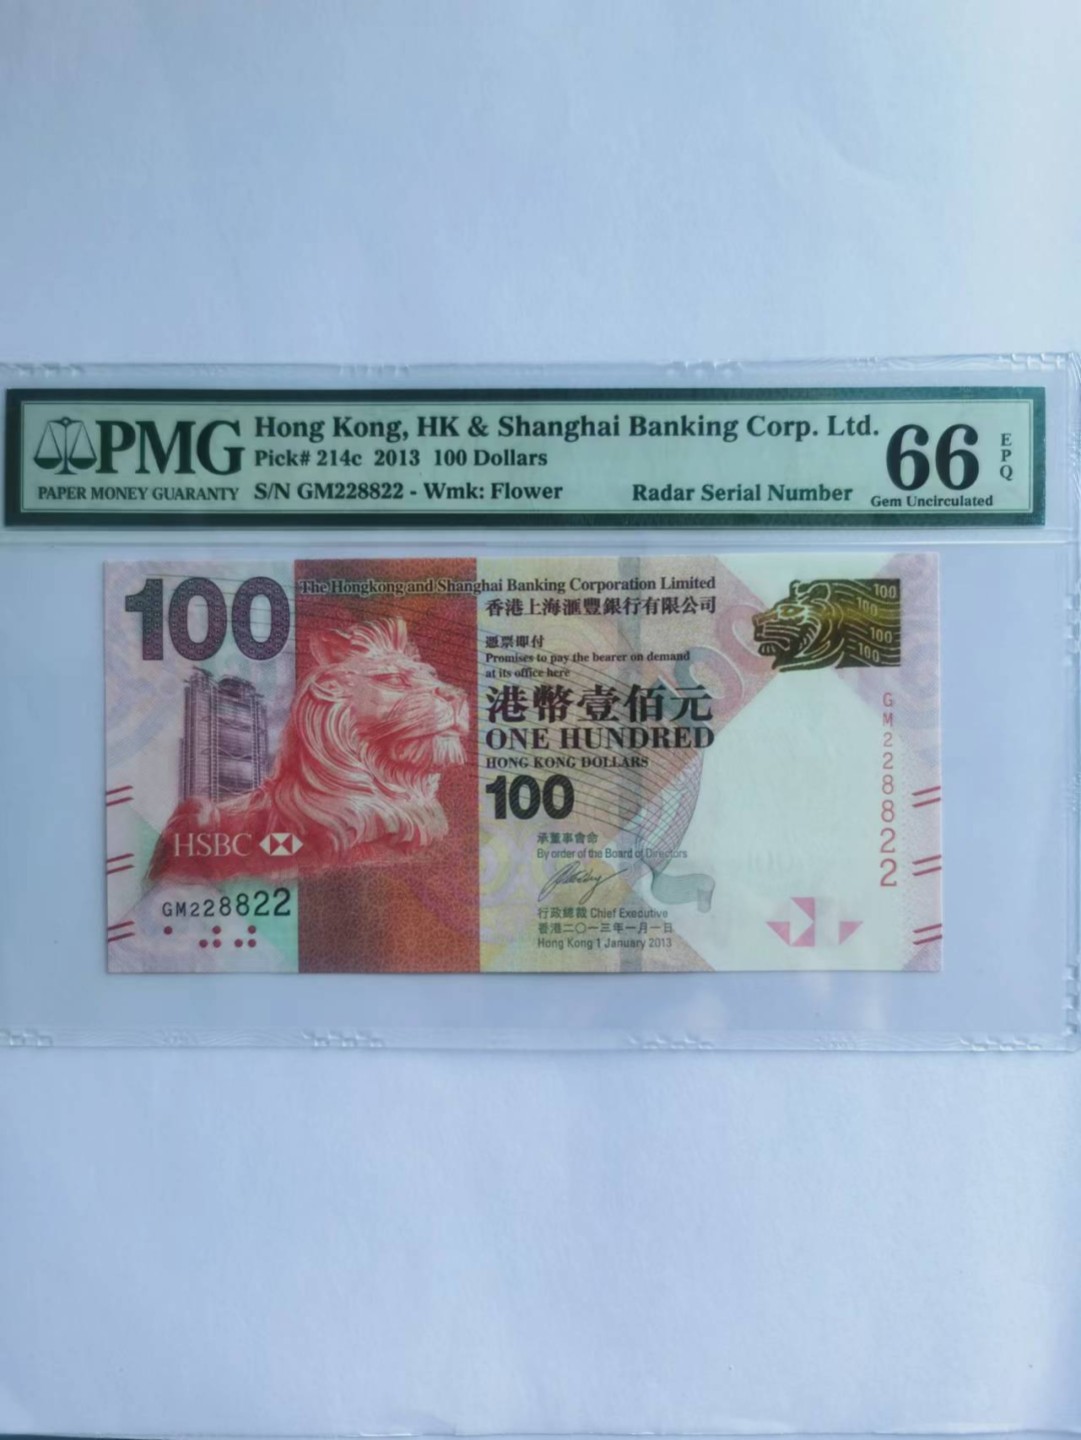 PMG
PAPER MONEY GUARANTY
Hong Kong, HK & Shanghai Banking Corp. Ltd.
Pick# 214c 2013 100 Dollars
S/N GM228822 - Wmk: Flower
Radar Serial Number
66
EPQ
Gem Uncirculated
100
The Hongkong and Shanghai Banking Corporation Limited
香港上海滙豐銀行有限公司
憑票即付
Promises to pay the bearer on demand
at its office here
港幣壹佰元
ONE HUNDRED
HONG KONG DOLLARS
100
承董事會命
By order of the Board of Directors
行政總裁 Chief Executive
香港二〇一三年一月一日
Hong Kong 1 January 2013
HSBC
GM228822
100
100
100
100
GM228822